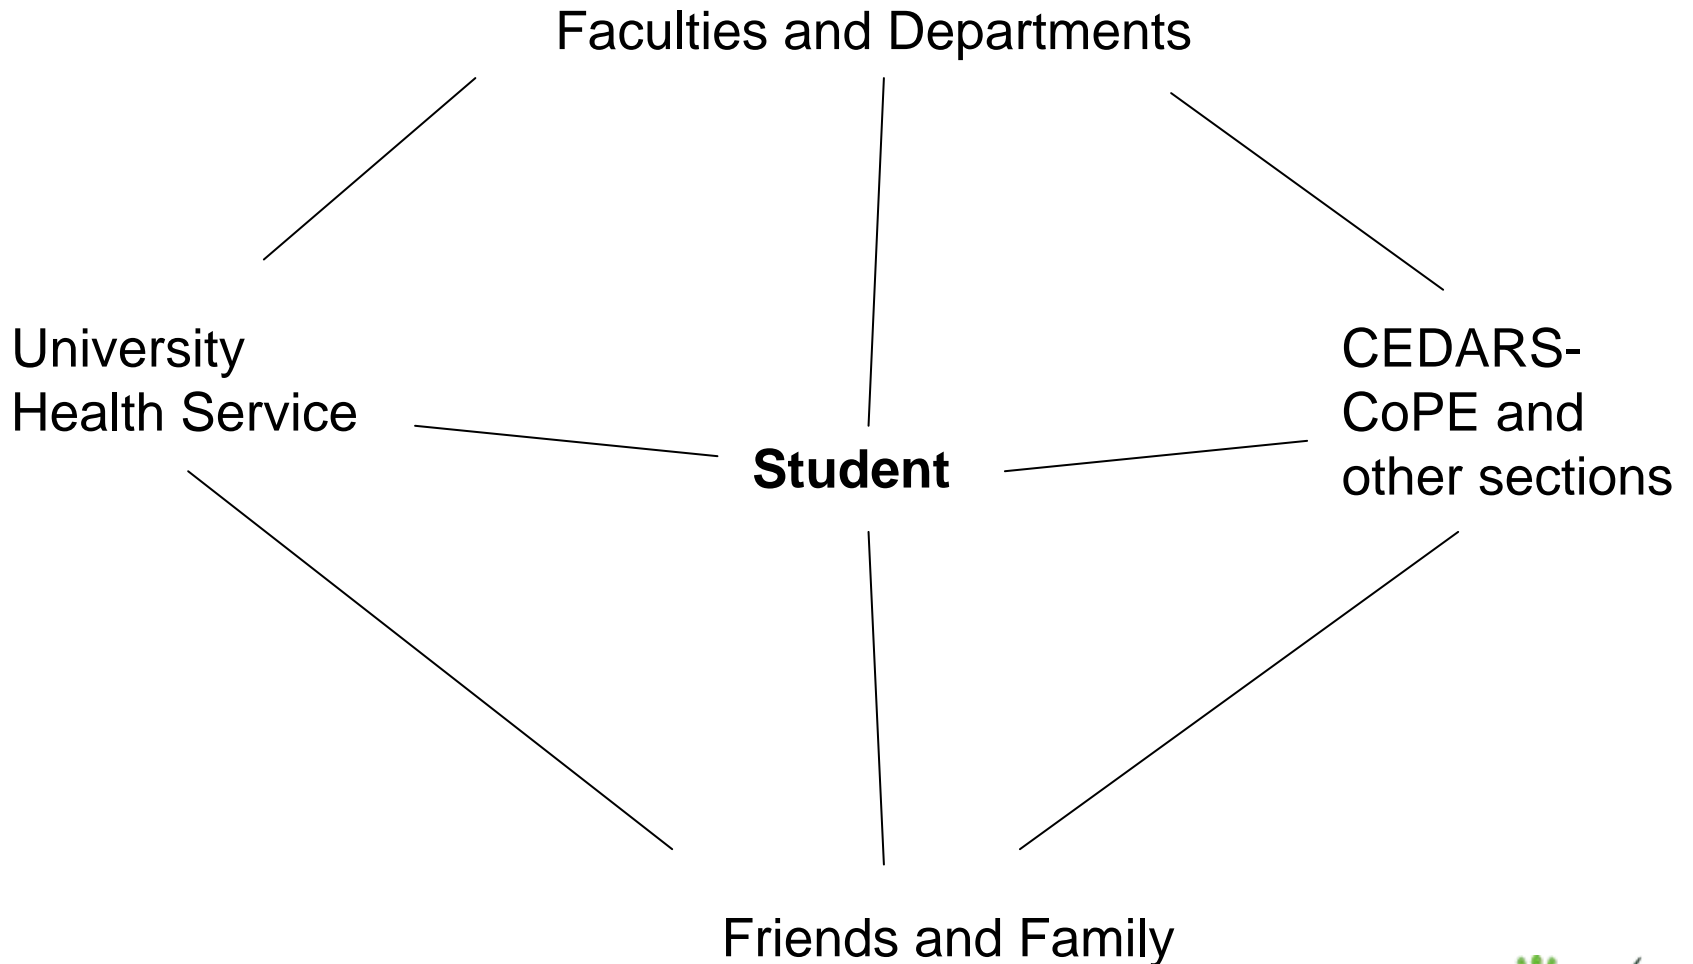 Faculties and Departments
University
Health Service
CEDARS-
CoPE and
other sections
Student
Friends and Family